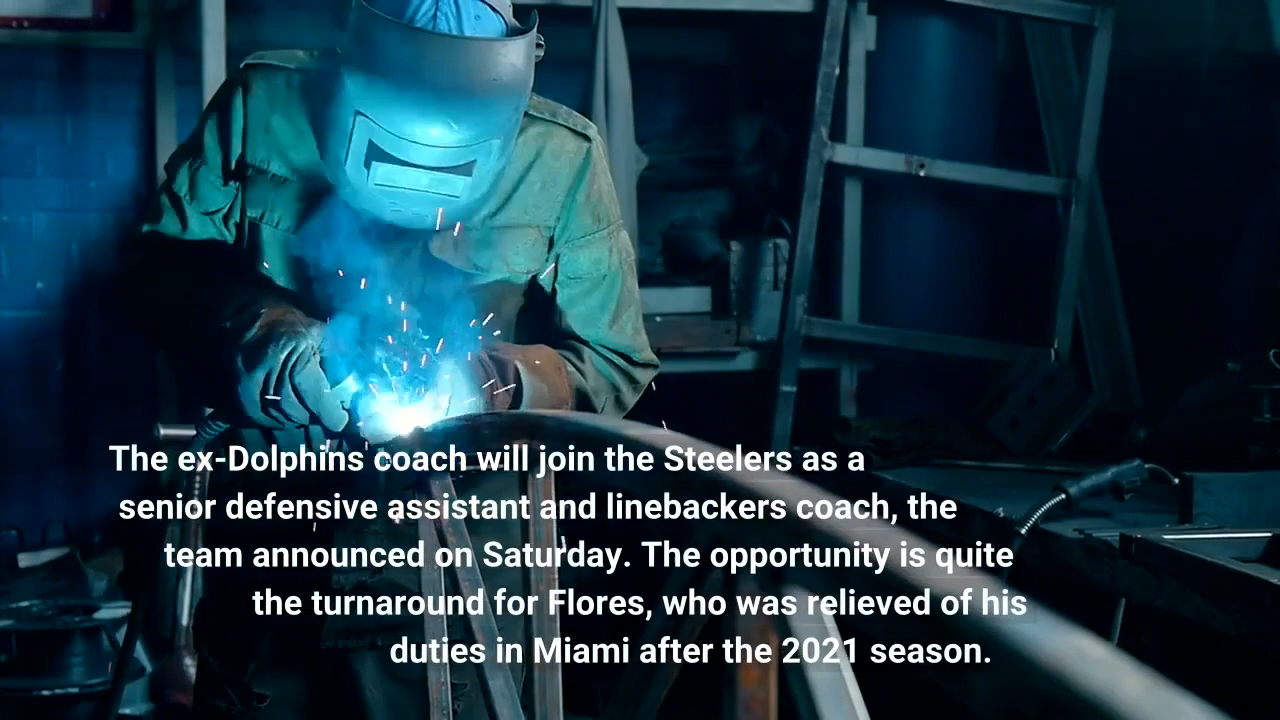 The ex-Dolphins coach will join the Steelers as a
senior defensive assistant and linebackers coach, the
team announced on Saturday. The opportunity is quite
the turnaround for Flores, who was relieved of his
duties in Miami after the 2021 season.